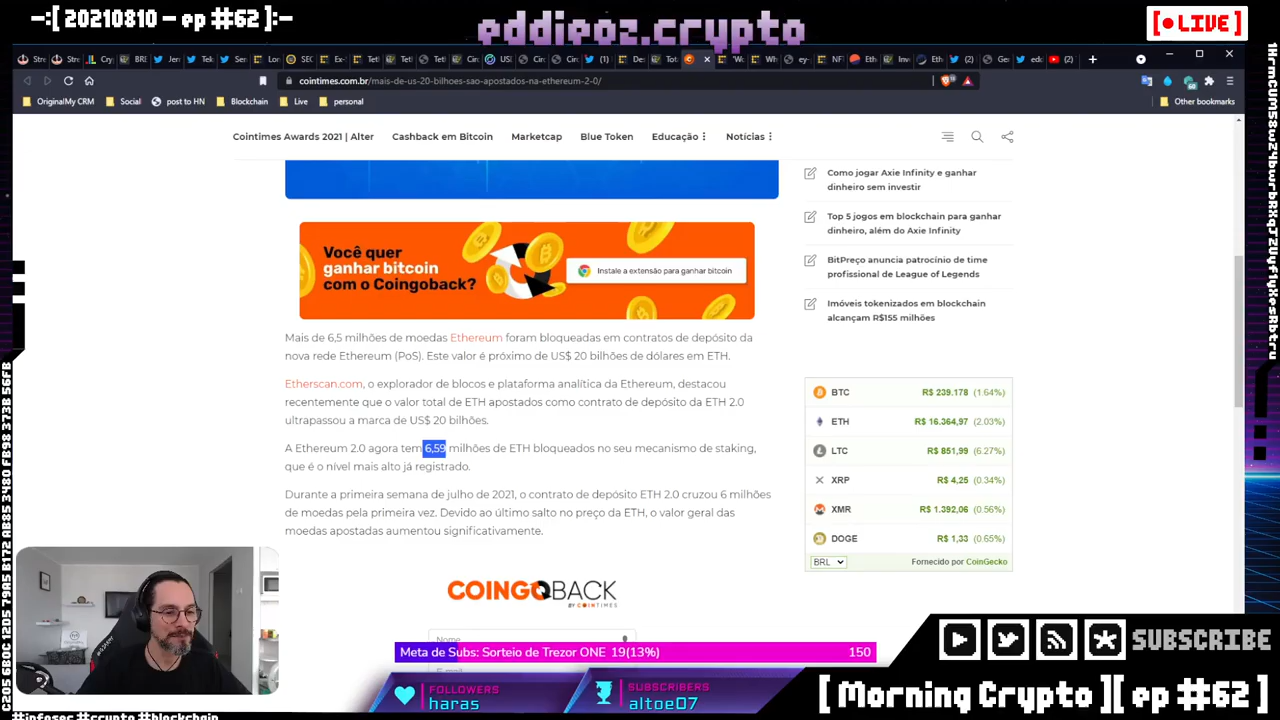 -:[ 20210810 - ep #62 ]:-
eddieoz.crypto
[● LIVE]
cointimes.com.br/mais-de-us-20-bilhoes-sao-apostados-na-ethereum-2-0/
OriginalMy CRM
Social
post to HN
Blockchain
Live
personal
Other bookmarks
Cointimes Awards 2021 | Alter
Cashback em Bitcoin
Marketcap
Blue Token
Educação
Notícias
Você quer
ganhar bitcoin
com o Coingoback?
Instale a extensão para ganhar bitcoin
Mais de 6,5 milhões de moedas Ethereum foram bloqueadas em contratos de depósito da
nova rede Ethereum (PoS). Este valor é próximo de US$ 20 bilhões de dólares em ETH.
Etherscan.com, o explorador de blocos e plataforma analítica da Ethereum, destacou
recentemente que o valor total de ETH apostados como contrato de depósito da ETH 2.0
ultrapassou a marca de US$ 20 bilhões.
A Ethereum 2.0 agora tem 6,59 milhões de ETH bloqueados no seu mecanismo de staking,
que é o nível mais alto já registrado.
Durante a primeira semana de julho de 2021, o contrato de depósito ETH 2.0 cruzou 6 milhões
de moedas pela primeira vez. Devido ao último salto no preço da ETH, o valor geral das
moedas apostadas aumentou significativamente.
COINGOBACK
BY COINTIMES
Nome
Como jogar Axie Infinity e ganhar
dinheiro sem investir
Top 5 jogos em blockchain para ganhar
dinheiro, além do Axie Infinity
BitPreço anuncia patrocínio de time
profissional de League of Legends
Imóveis tokenizados em blockchain
alcançam R$155 milhões
BTC R$ 239.178 (1.64%)
ETH R$ 16.364,97 (2.03%)
LTC R$ 851,99 (6.27%)
XRP R$ 4,25 (0.34%)
XMR R$ 1.392,06 (0.56%)
DOGE R$ 1,33 (0.65%)
BRL
Fornecido por CoinGecko
Meta de Subs: Sorteio de Trezor ONE 19(13%) 150
FOLLOWERS
haras
SUBSCRIBERS
altoe07
SUBSCRIBE
[ Morning Crypto ][ ep #62 ]
#infosec #crypto #blockchain